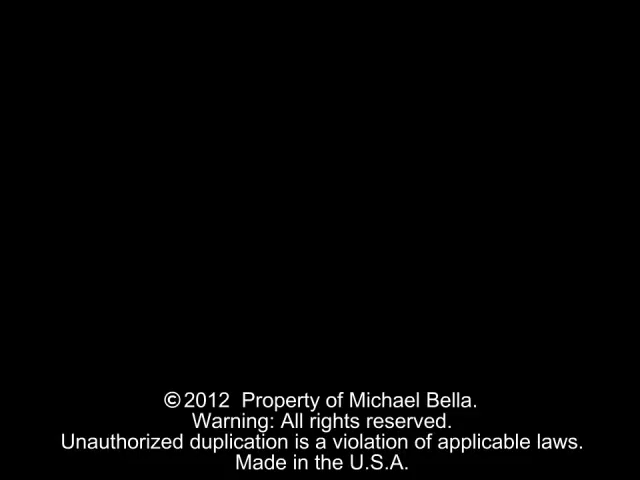 © 2012  Property of Michael Bella.
Warning: All rights reserved.
Unauthorized duplication is a violation of applicable laws.
Made in the U.S.A.